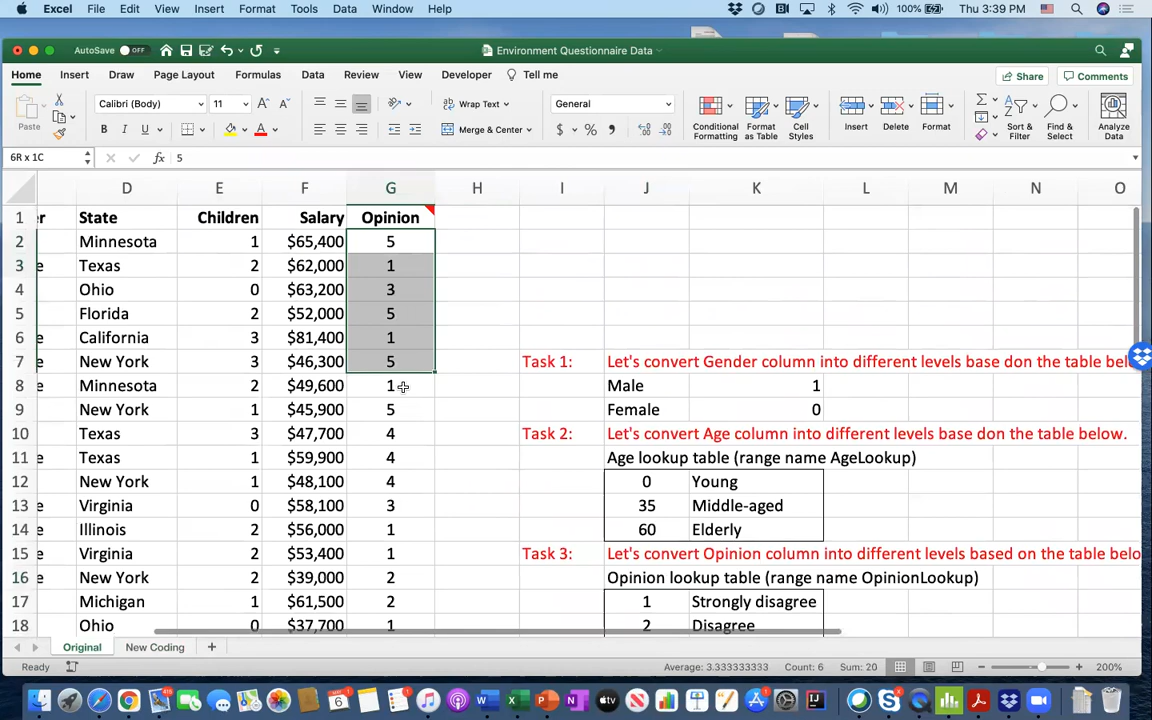 Excel File Edit View Insert Format Tools Data Window Help 100% Thu 3:39 PM
AutoSave OFF Environment Questionnaire Data
Home Insert Draw Page Layout Formulas Data Review View Developer Tell me Share Comments
Paste Calibri (Body) 11 A A Wrap Text General Conditional Formatting Format as Table Cell Styles Insert Delete Format Sort & Filter Find & Select Analyze Data
B I U A Merge & Center $ % ,
6R x 1C fx 5
D E F G H I J K L M N O
1 r State Children Salary Opinion
2 Minnesota 1 $65,400 5
3 e Texas 2 $62,000 1
4 Ohio 0 $63,200 3
5 Florida 2 $52,000 5
6 e California 3 $81,400 1
7 e New York 3 $46,300 5 Task 1: Let's convert Gender column into different levels base don the table belo
8 Minnesota 2 $49,600 1 Male 1
9 New York 1 $45,900 5 Female 0
10 Texas 3 $47,700 4 Task 2: Let's convert Age column into different levels base don the table below.
11 e Texas 1 $59,900 4 Age lookup table (range name AgeLookup)
12 New York 1 $48,100 4 0 Young
13 e Virginia 0 $58,100 3 35 Middle-aged
14 e Illinois 2 $56,000 1 60 Elderly
15 e Virginia 2 $53,400 1 Task 3: Let's convert Opinion column into different levels based on the table belo
16 e New York 2 $39,000 2 Opinion lookup table (range name OpinionLookup)
17 Michigan 1 $61,500 2 1 Strongly disagree
18 Ohio 0 $37,700 1 2 Disagree
Original New Coding +
Ready Average: 3.333333333 Count: 6 Sum: 20 200%